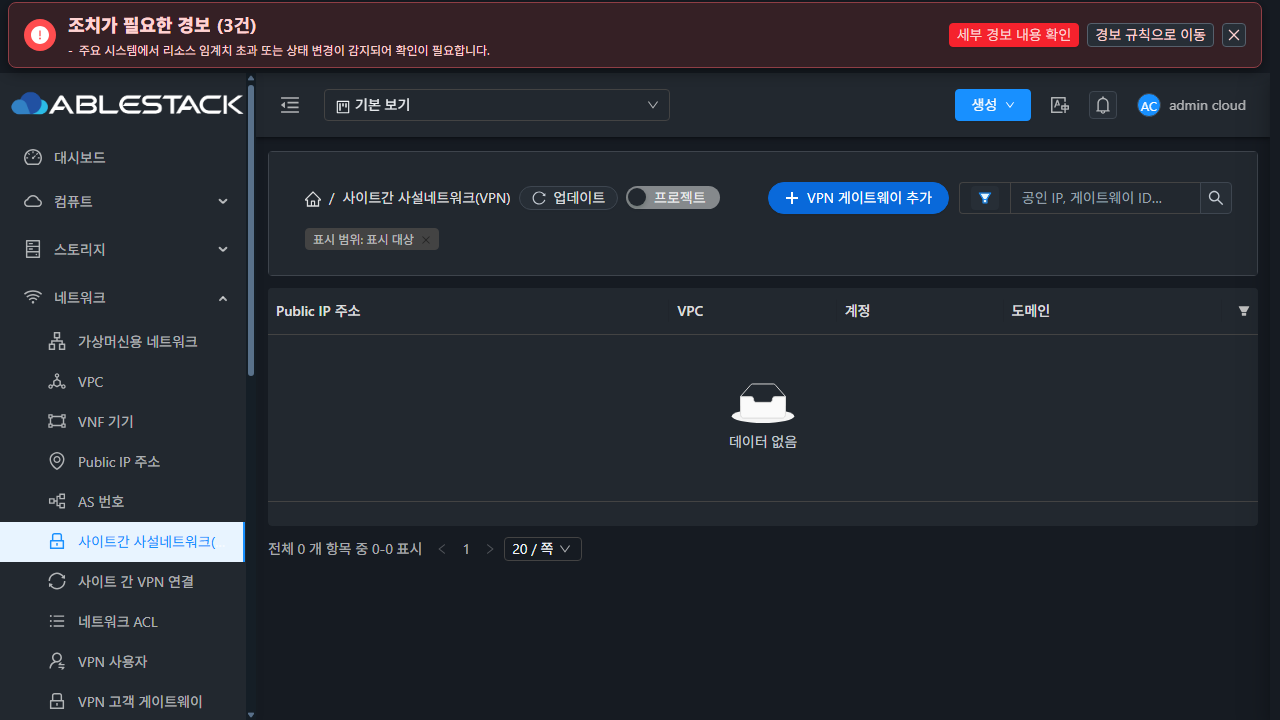 조치가 필요한 경보 (3건)
- 주요 시스템에서 리소스 임계치 초과 또는 상태 변경이 감지되어 확인이 필요합니다.
세부 경보 내용 확인
경보 규칙으로 이동
ABLESTACK
기본 보기
생성
AC
admin cloud
대시보드
컴퓨트
스토리지
네트워크
가상머신용 네트워크
VPC
VNF 기기
Public IP 주소
AS 번호
사이트간 사설네트워크(
사이트 간 VPN 연결
네트워크 ACL
VPN 사용자
VPN 고객 게이트웨이
/ 사이트간 사설네트워크(VPN)
업데이트
프로젝트
VPN 게이트웨이 추가
공인 IP, 게이트웨이 ID...
표시 범위: 표시 대상
Public IP 주소
VPC
계정
도메인
데이터 없음
전체 0 개 항목 중 0-0 표시
1
20 / 쪽